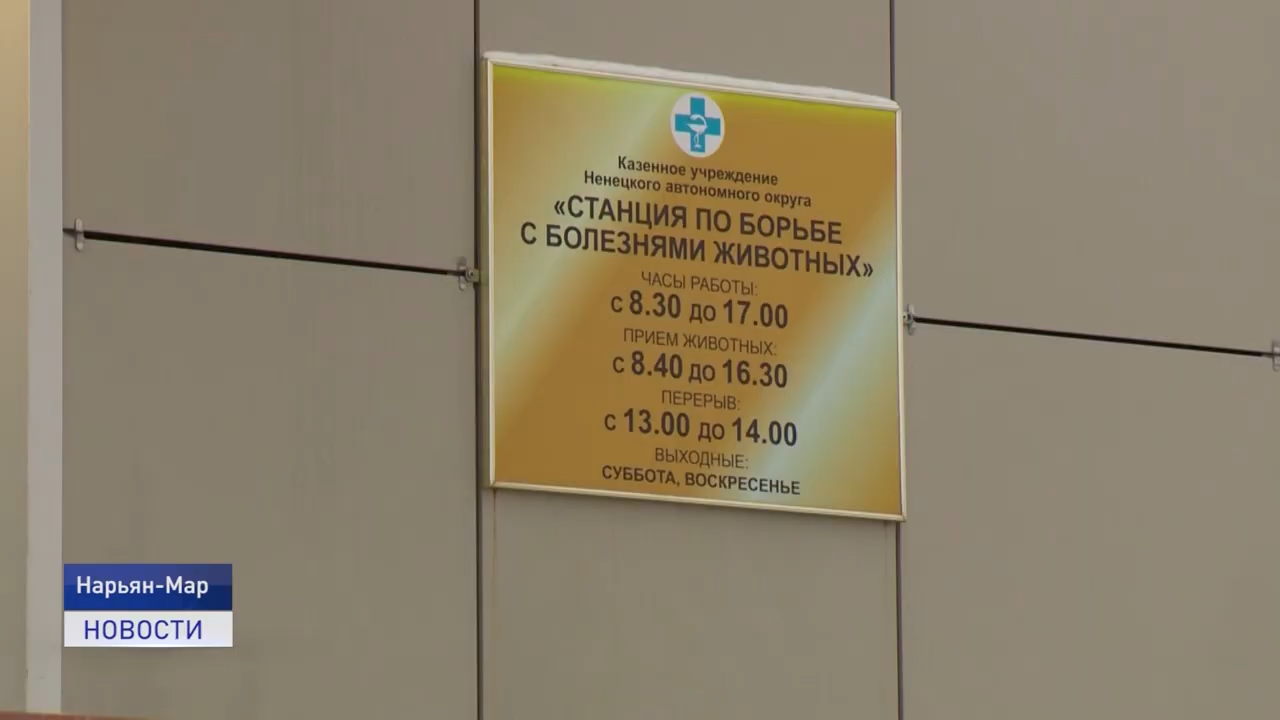 Казенное учреждение
Ненецкого автономного округа
«СТАНЦИЯ ПО БОРЬБЕ
С БОЛЕЗНЯМИ ЖИВОТНЫХ»
ЧАСЫ РАБОТЫ:
С 8.30 ДО 17.00
ПРИЕМ ЖИВОТНЫХ:
С 8.40 ДО 16.30
ПЕРЕРЫВ:
С 13.00 ДО 14.00
ВЫХОДНЫЕ:
СУББОТА, ВОСКРЕСЕНЬЕ
Нарьян-Мар
НОВОСТИ